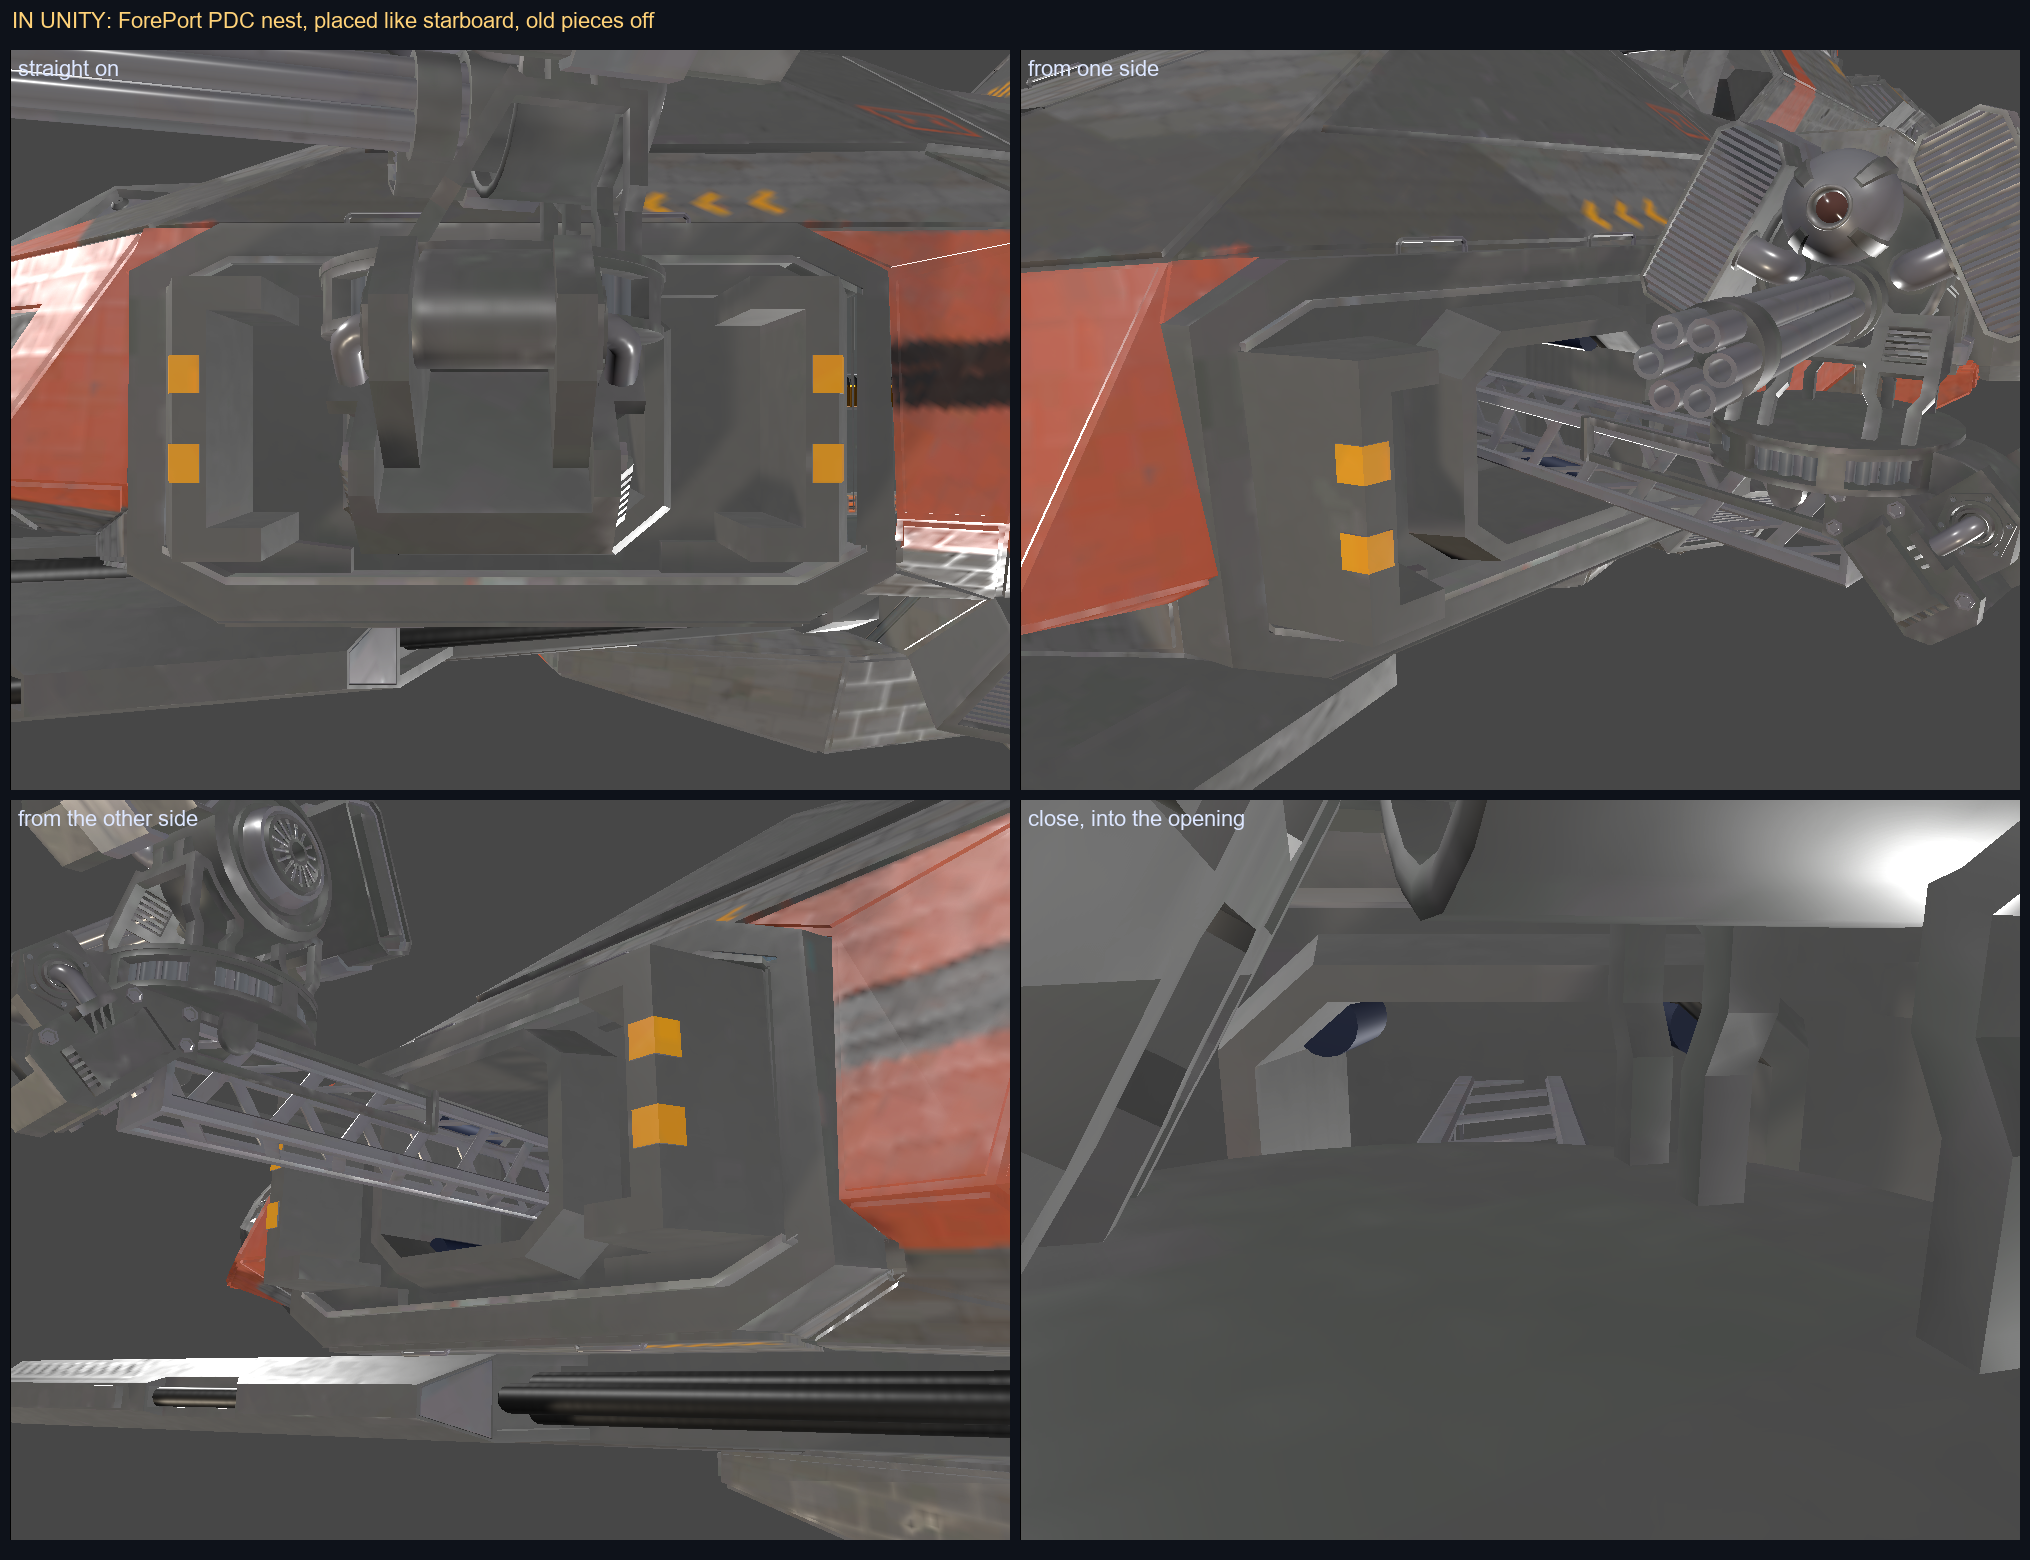 IN UNITY: ForePort PDC nest, placed like starboard, old pieces off
straight on
from one side
from the other side
close, into the opening